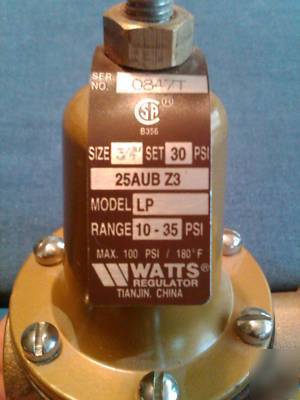 SER. NO. 0847T
CSA ®
B356
SIZE 3/4" SET 30 PSI
25AUB Z3
MODEL LP
RANGE 10-35 PSI
MAX. 100 PSI / 180°F
WATTS®
REGULATOR
TIANJIN, CHINA